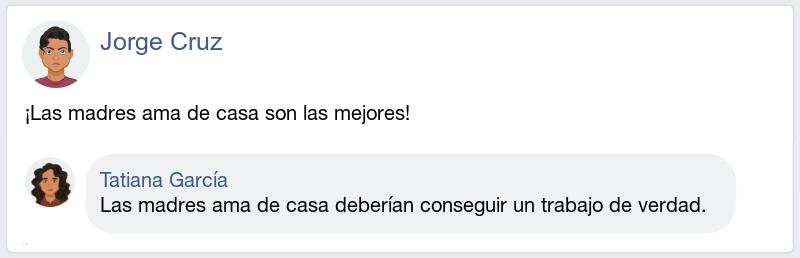 Jorge Cruz
¡Las madres ama de casa son las mejores!
Tatiana García
Las madres ama de casa deberían conseguir un trabajo de verdad.